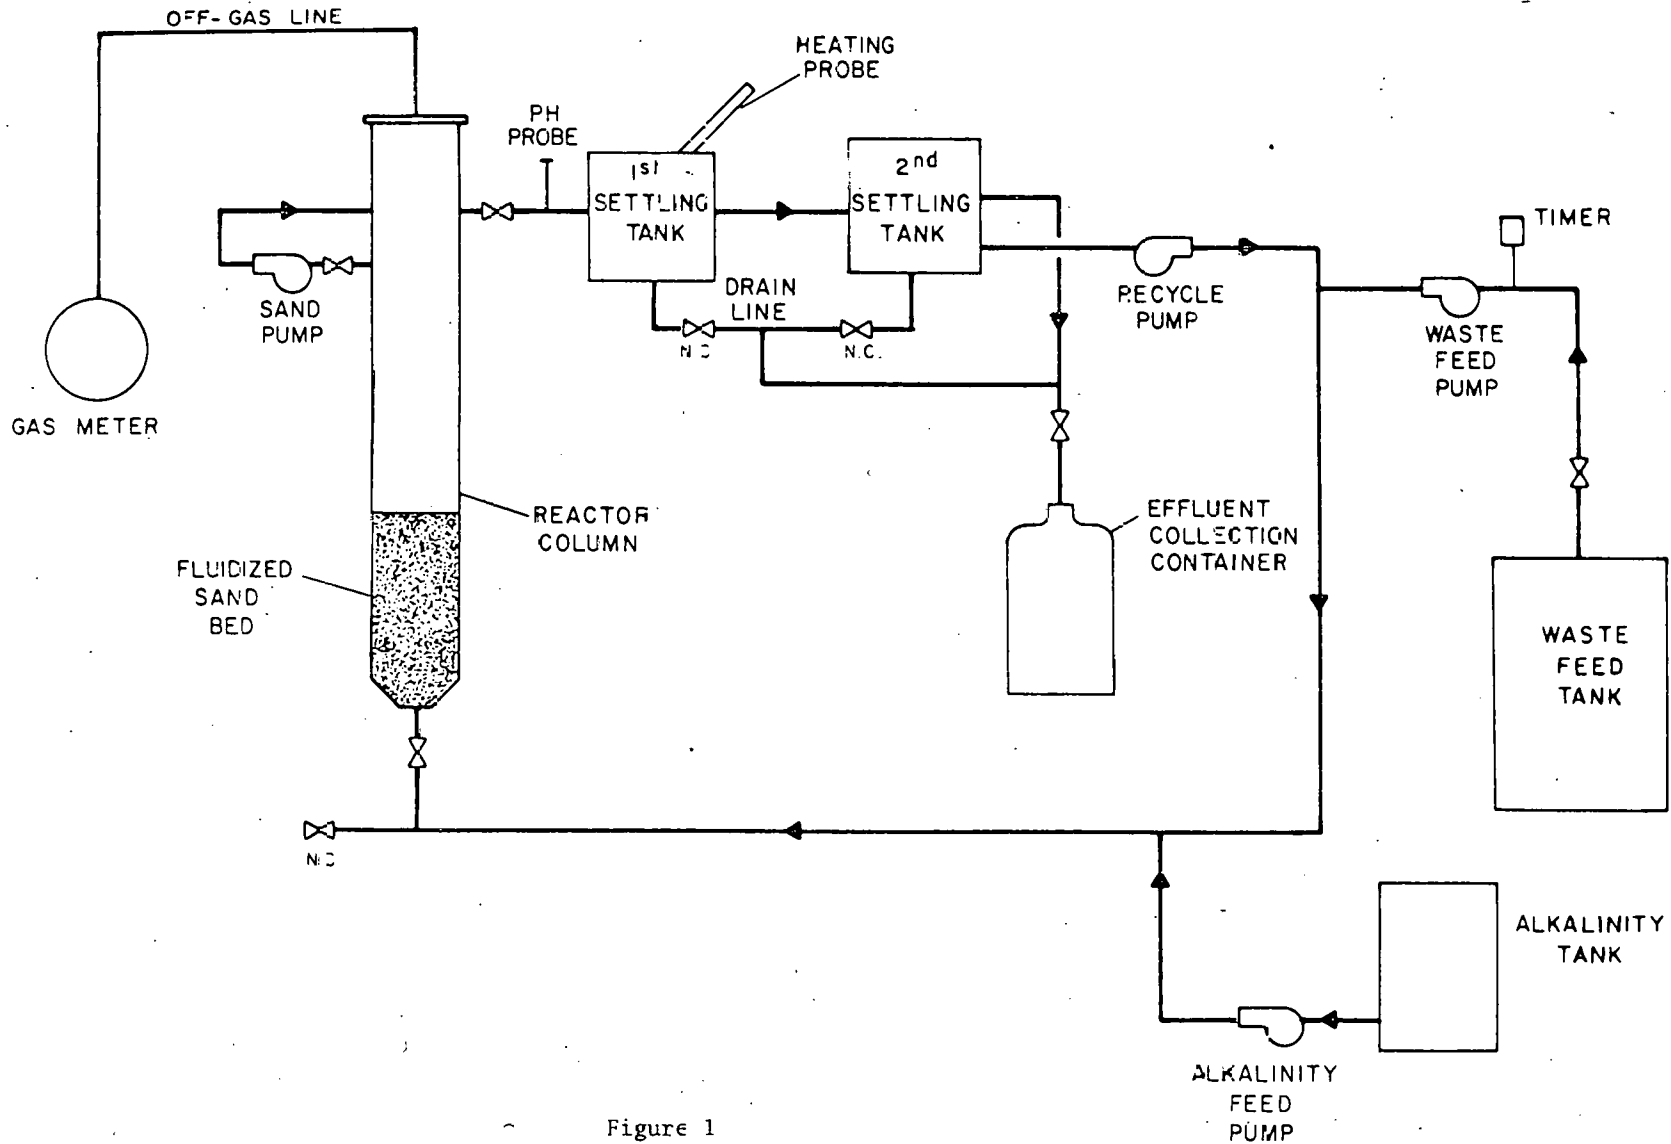 OFF-GAS LINE
HEATING
PROBE
PH
PROBE
1st
SETTLING
TANK
2nd
SETTLING
TANK
TIMER
SAND
PUMP
DRAIN
LINE
N.C.
RECYCLE
PUMP
WASTE
FEED
PUMP
GAS METER
REACTOR
COLUMN
EFFLUENT
COLLECTION
CONTAINER
FLUIDIZED
SAND
BED
WASTE
FEED
TANK
ALKALINITY
TANK
ALKALINITY
FEED
PUMP
Figure 1